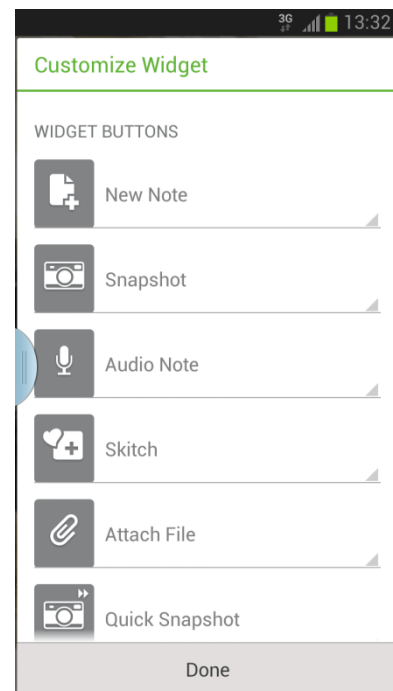 3G 13:32
Customize Widget
WIDGET BUTTONS
New Note
Snapshot
Audio Note
Skitch
Attach File
Quick Snapshot
Done